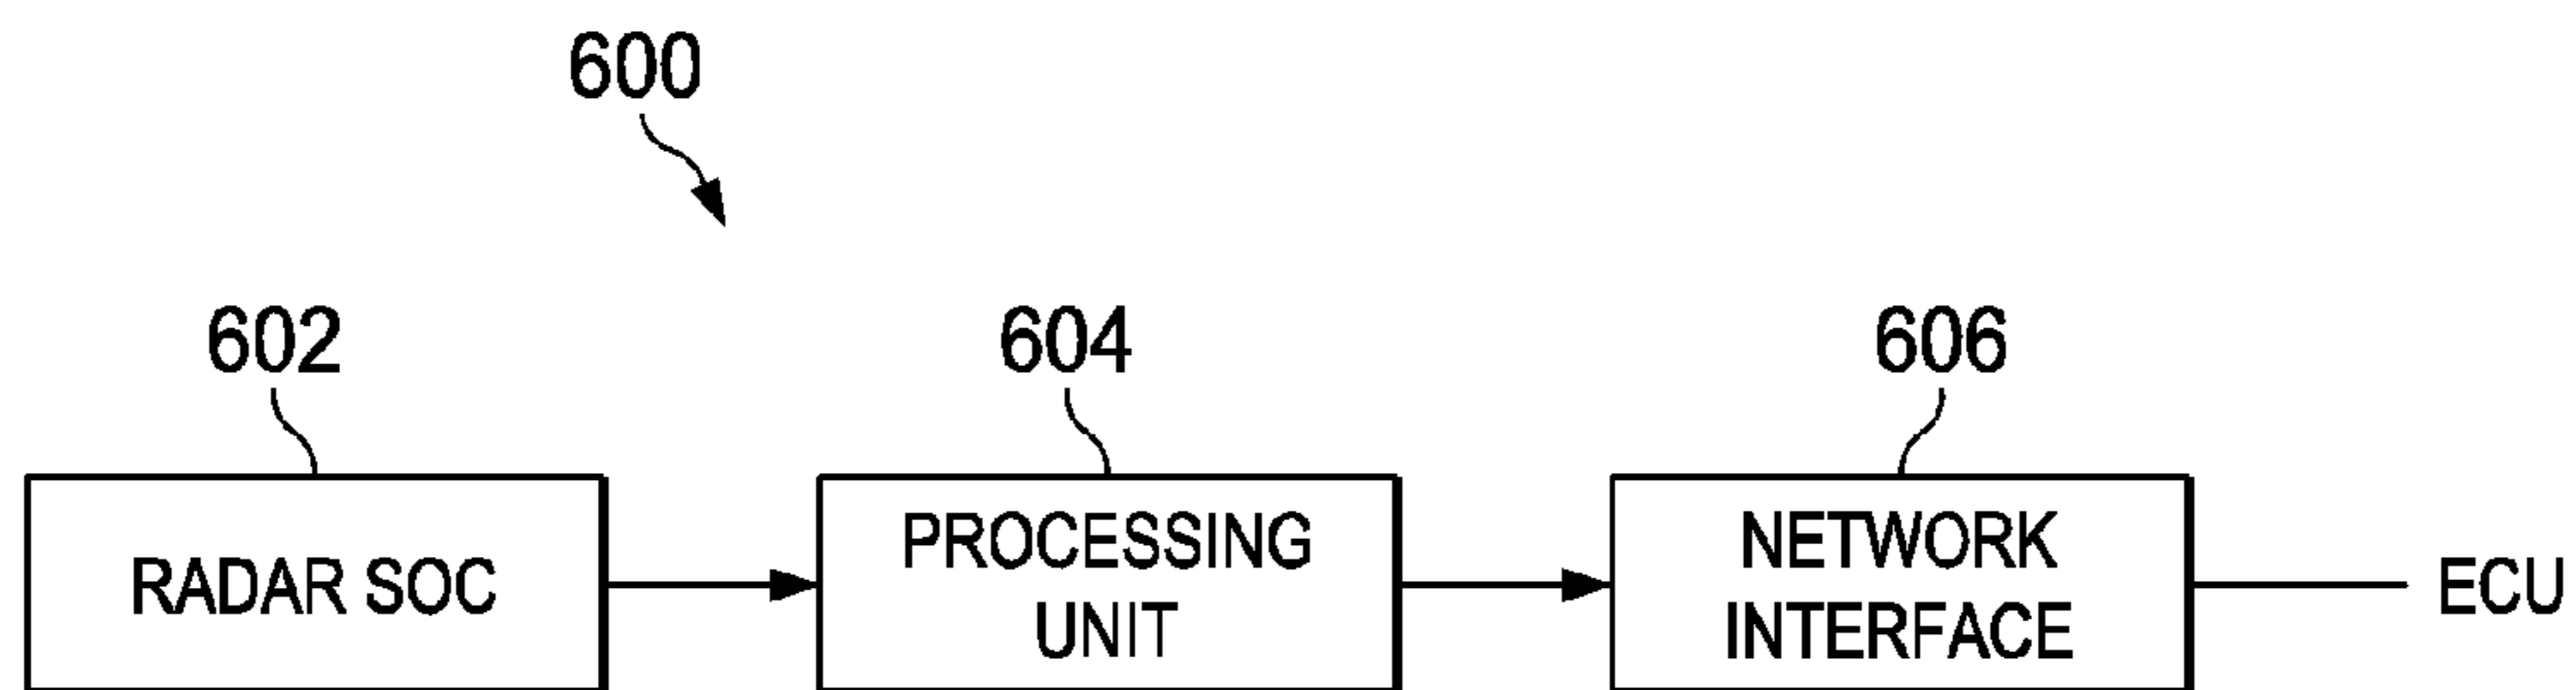 600
602
604
606
RADAR SOC
PROCESSING
UNIT
NETWORK
INTERFACE
ECU